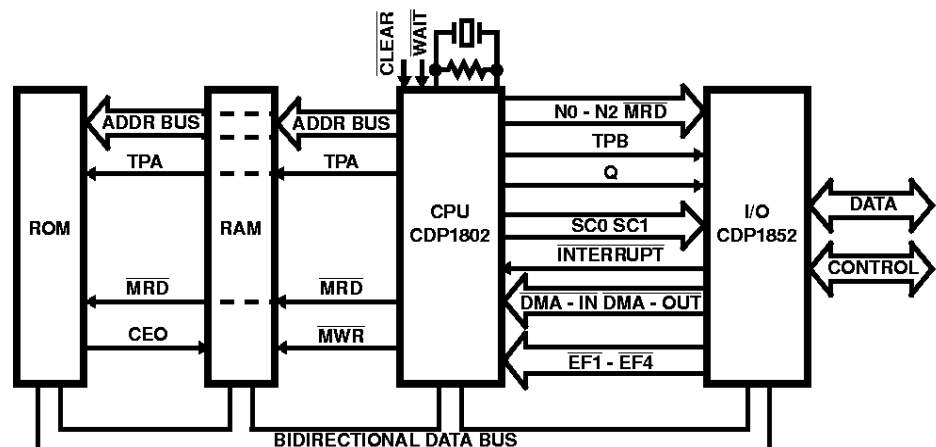 CLEAR
WAIT
ADDR BUS
ADDR BUS
N0 - N2 MRD
TPA
TPA
TPB
Q
ROM
RAM
CPU
CDP1802
SC0 SC1
I/O
CDP1852
DATA
INTERRUPT
CONTROL
MRD
MRD
DMA - IN DMA - OUT
CEO
MWR
EF1 - EF4
BIDIRECTIONAL DATA BUS